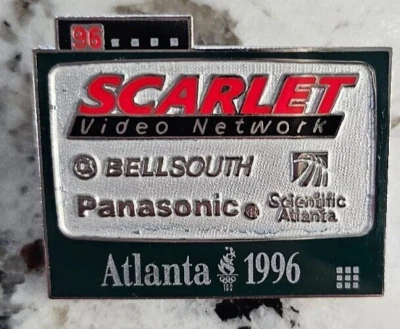 96
SCARLET
Video Network
BELLSOUTH
Panasonic
Scientific
Atlanta
Atlanta 1996